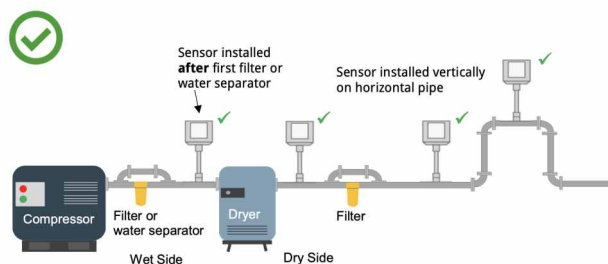 Sensor installed
after first filter or
water separator
Sensor installed vertically
on horizontal pipe
Compressor
Filter or
water separator
Dryer
Filter
Wet Side
Dry Side